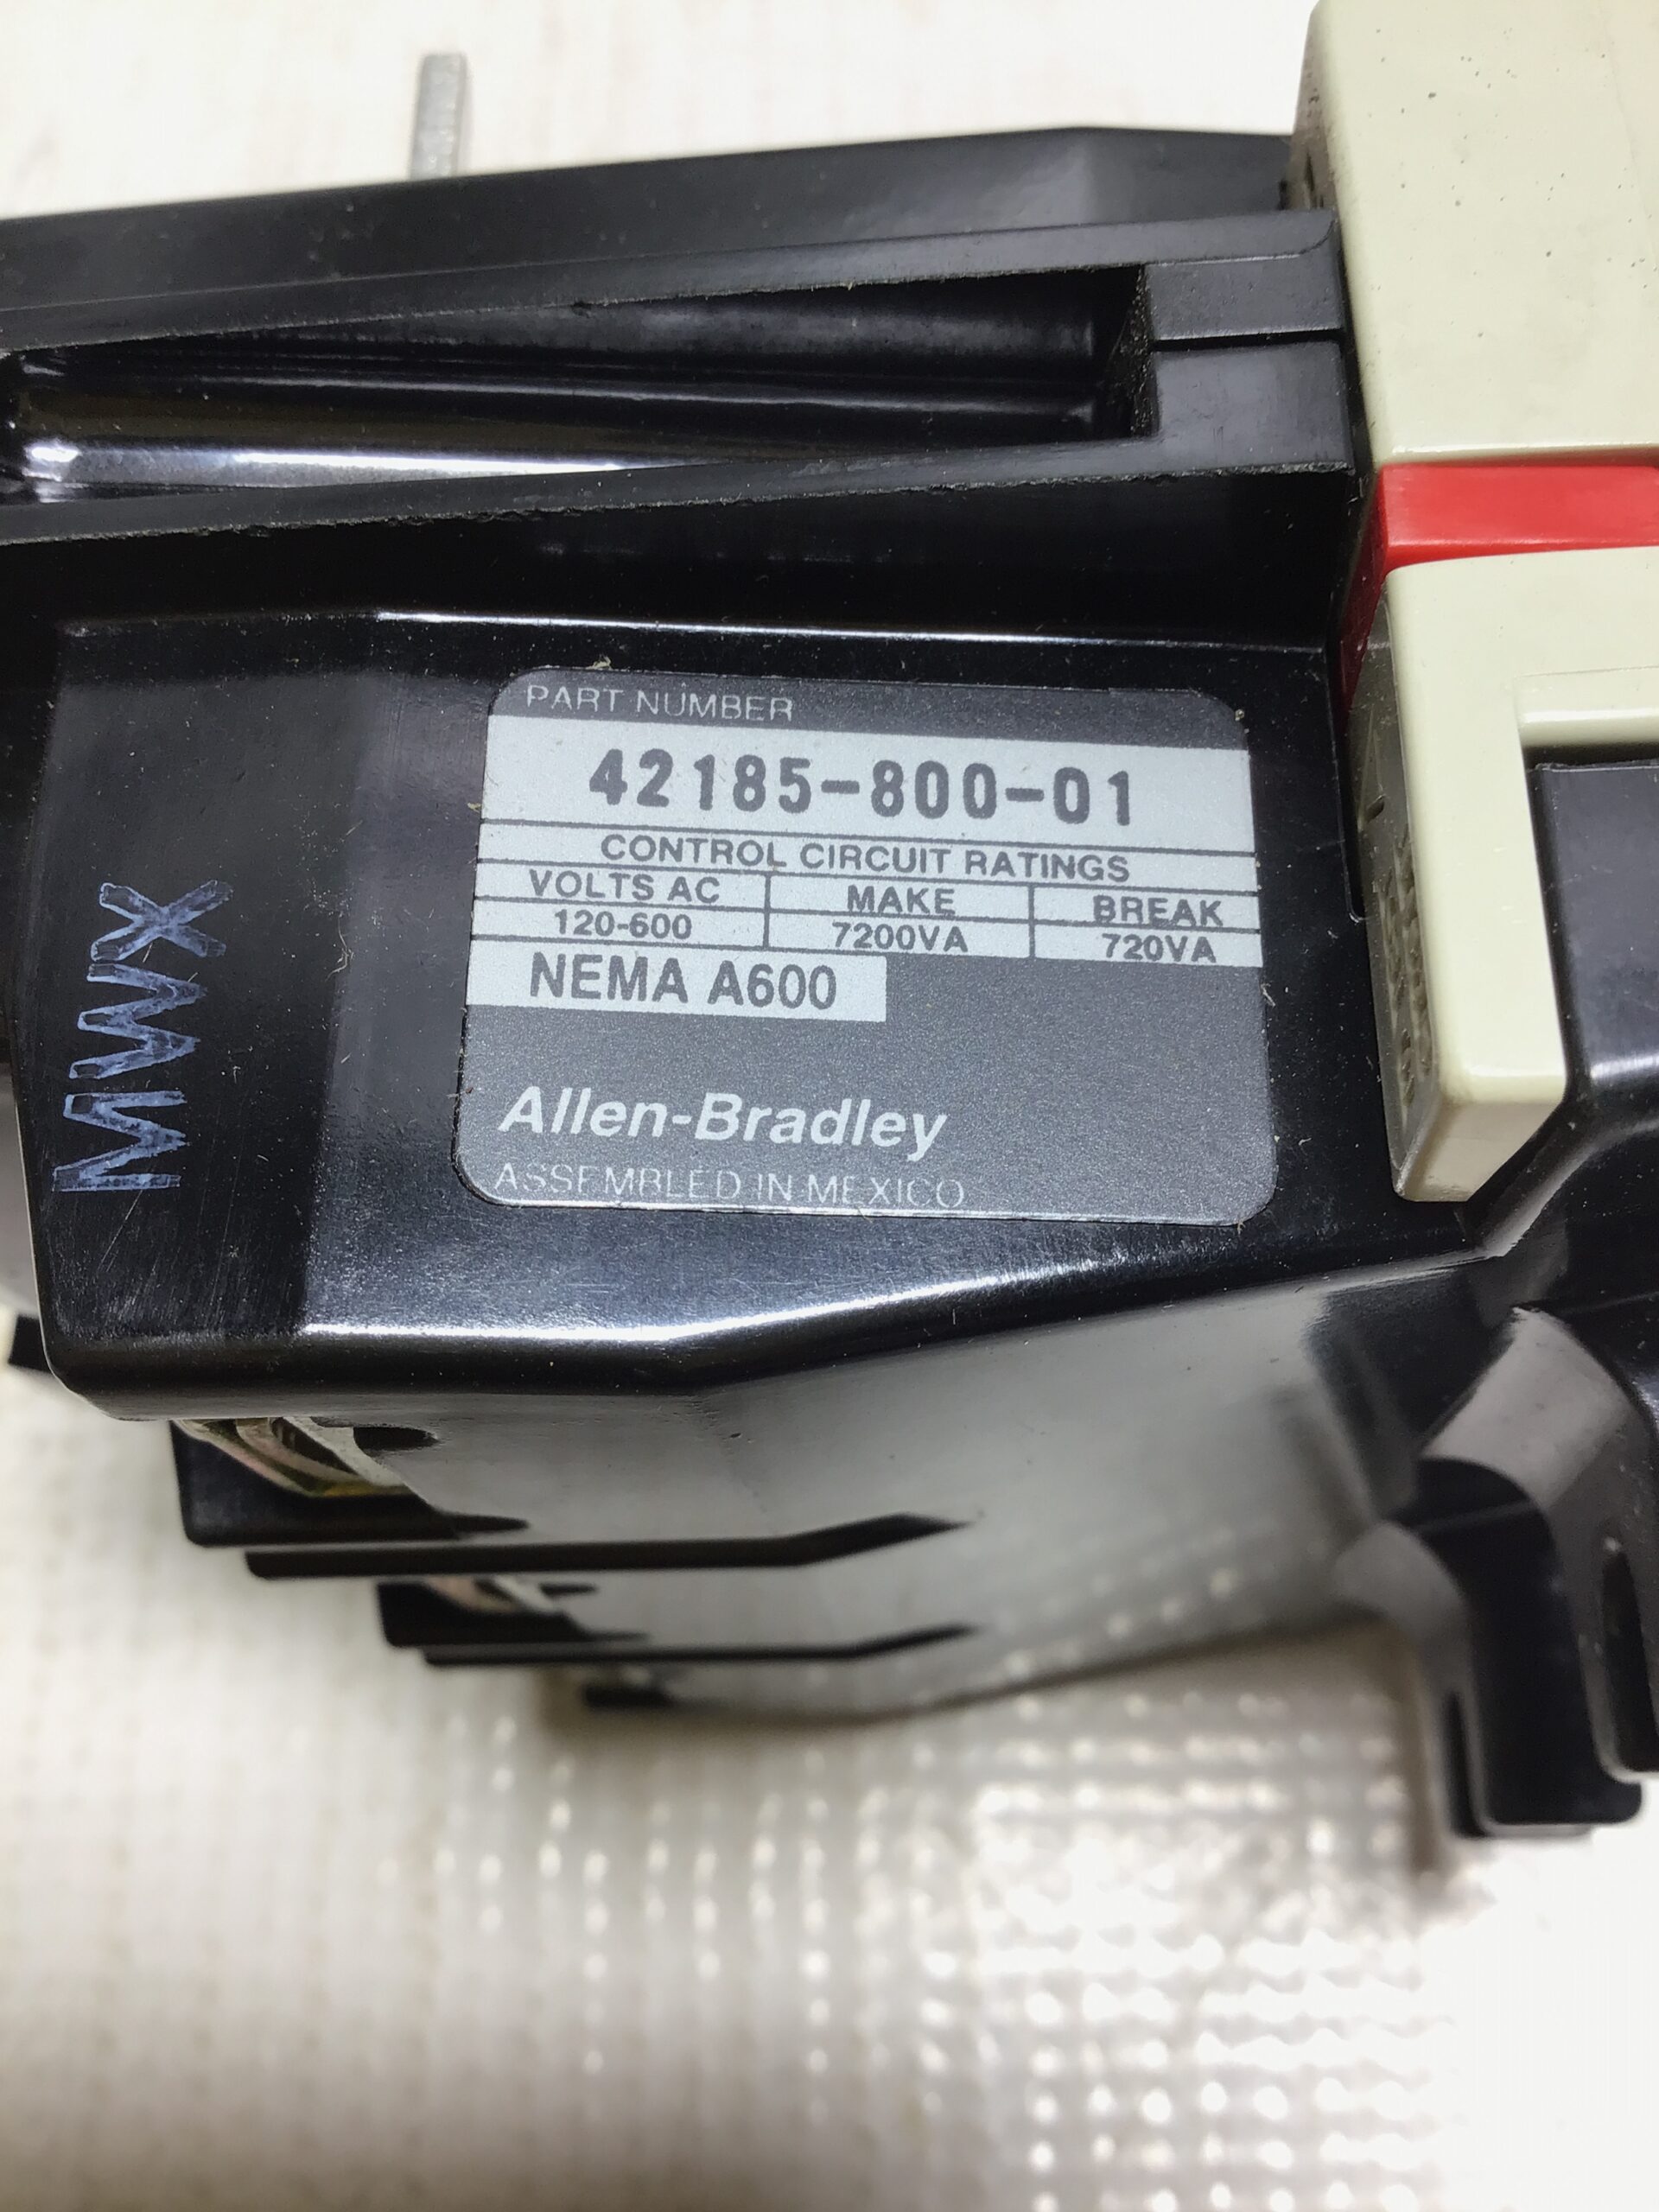 PART NUMBER
42185-800-01
CONTROL CIRCUIT RATINGS
VOLTS AC MAKE BREAK
120-600 7200VA 720VA
NEMA A600
Allen-Bradley
ASSEMBLED IN MEXICO
MWX